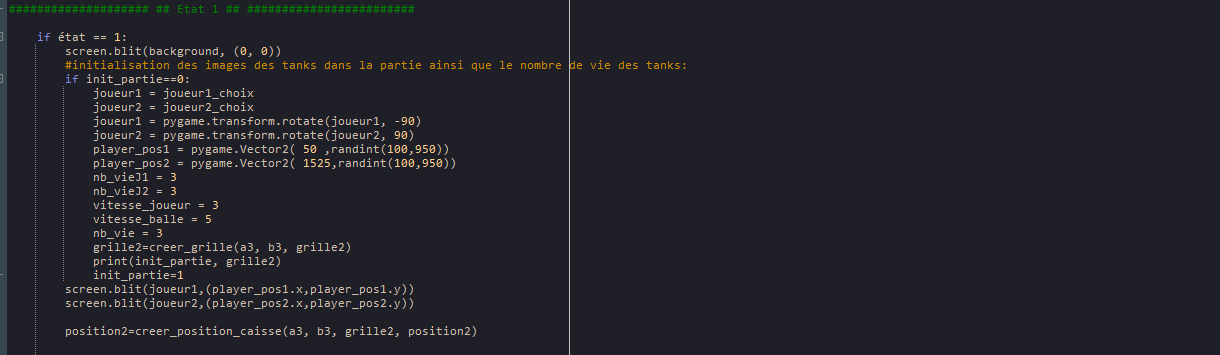 #################### ## Etat 1 ## ########################
if état == 1:
screen.blit(background, (0, 0))
#initialisation des images des tanks dans la partie ainsi que le nombre de vie des tanks:
if init_partie==0:
joueur1 = joueur1_choix
joueur2 = joueur2_choix
joueur1 = pygame.transform.rotate(joueur1, -90)
joueur2 = pygame.transform.rotate(joueur2, 90)
player_pos1 = pygame.Vector2( 50 ,randint(100,950))
player_pos2 = pygame.Vector2( 1525,randint(100,950))
nb_vieJ1 = 3
nb_vieJ2 = 3
vitesse_joueur = 3
vitesse_balle = 5
nb_vie = 3
grille2=creer_grille(a3, b3, grille2)
print(init_partie, grille2)
init_partie=1
screen.blit(joueur1,(player_pos1.x,player_pos1.y))
screen.blit(joueur2,(player_pos2.x,player_pos2.y))
position2=creer_position_caisse(a3, b3, grille2, position2)